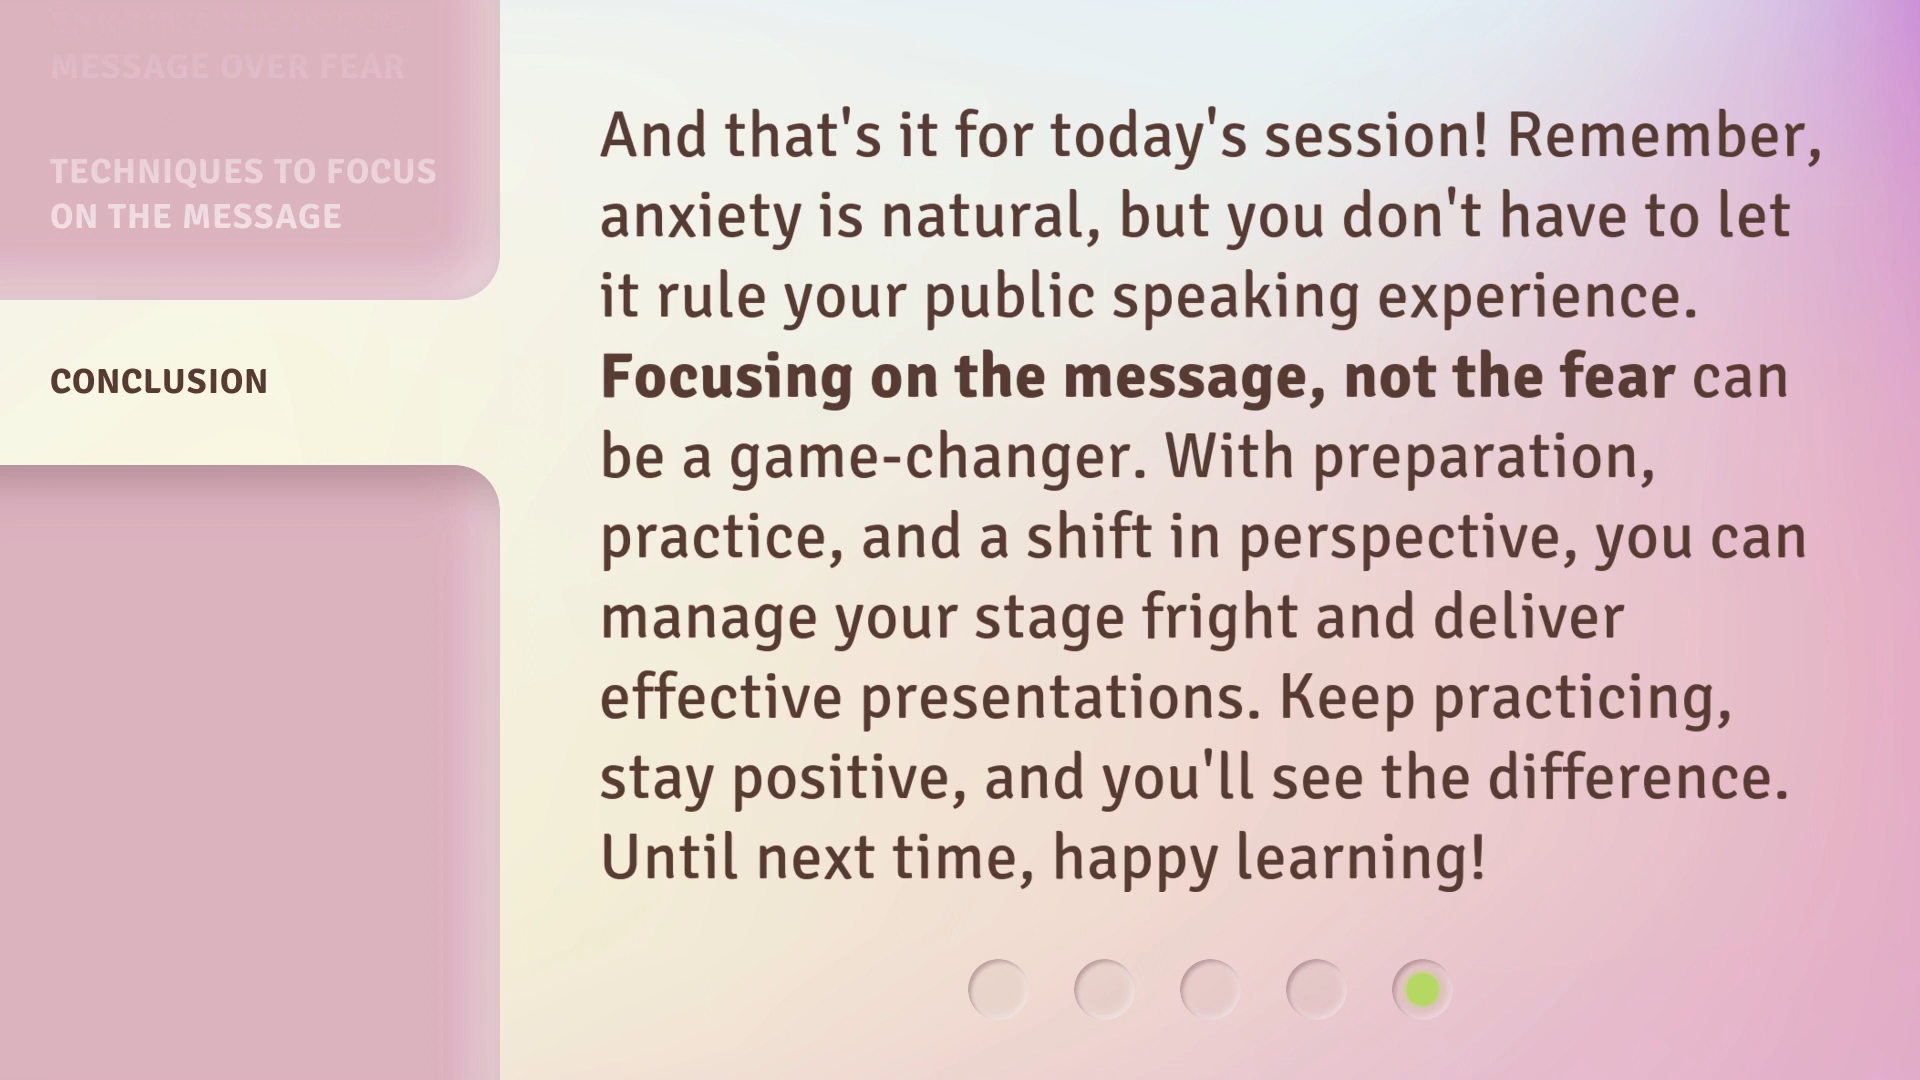 MESSAGE OVER FEAR
TECHNIQUES TO FOCUS
ON THE MESSAGE
CONCLUSION
And that's it for today's session! Remember,
anxiety is natural, but you don't have to let
it rule your public speaking experience.
Focusing on the message, not the fear can
be a game-changer. With preparation,
practice, and a shift in perspective, you can
manage your stage fright and deliver
effective presentations. Keep practicing,
stay positive, and you'll see the difference.
Until next time, happy learning!